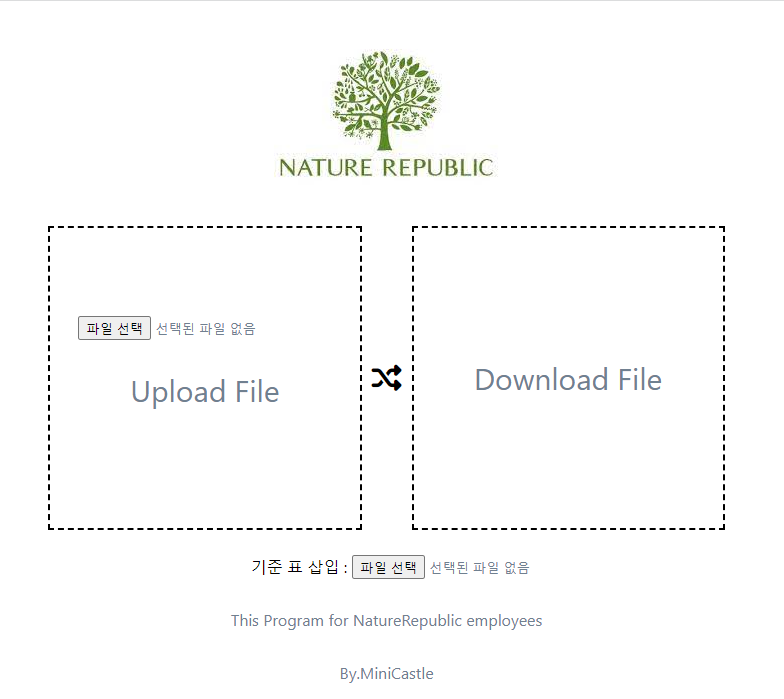 NATURE REPUBLIC
파일 선택 선택된 파일 없음
Upload File
Download File
기준 표 삽입 : 파일 선택 선택된 파일 없음
This Program for NatureRepublic employees
By.MiniCastle